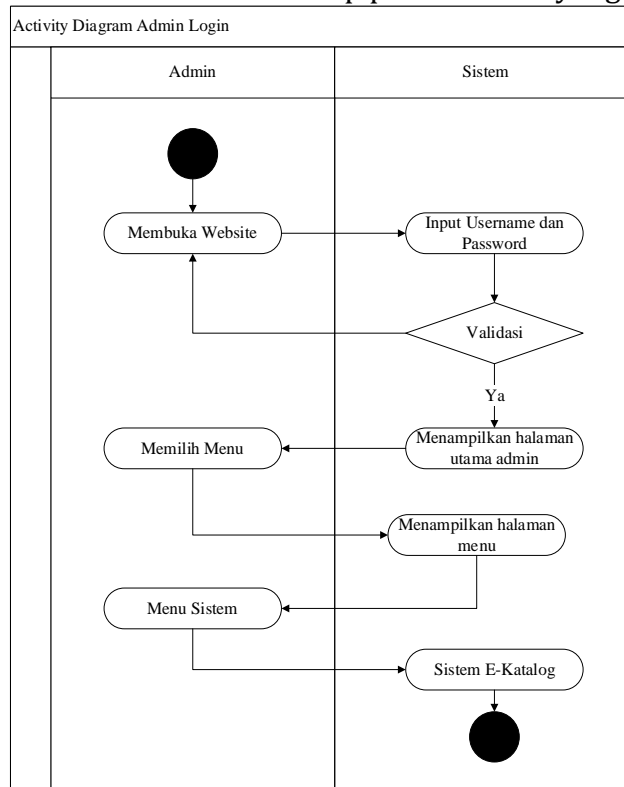 Activity Diagram Admin Login
Admin
Sistem
Membuka Website
Input Username dan
Password
Validasi
Ya
Menampilkan halaman
utama admin
Memilih Menu
Menampilkan halaman
menu
Menu Sistem
Sistem E-Katalog